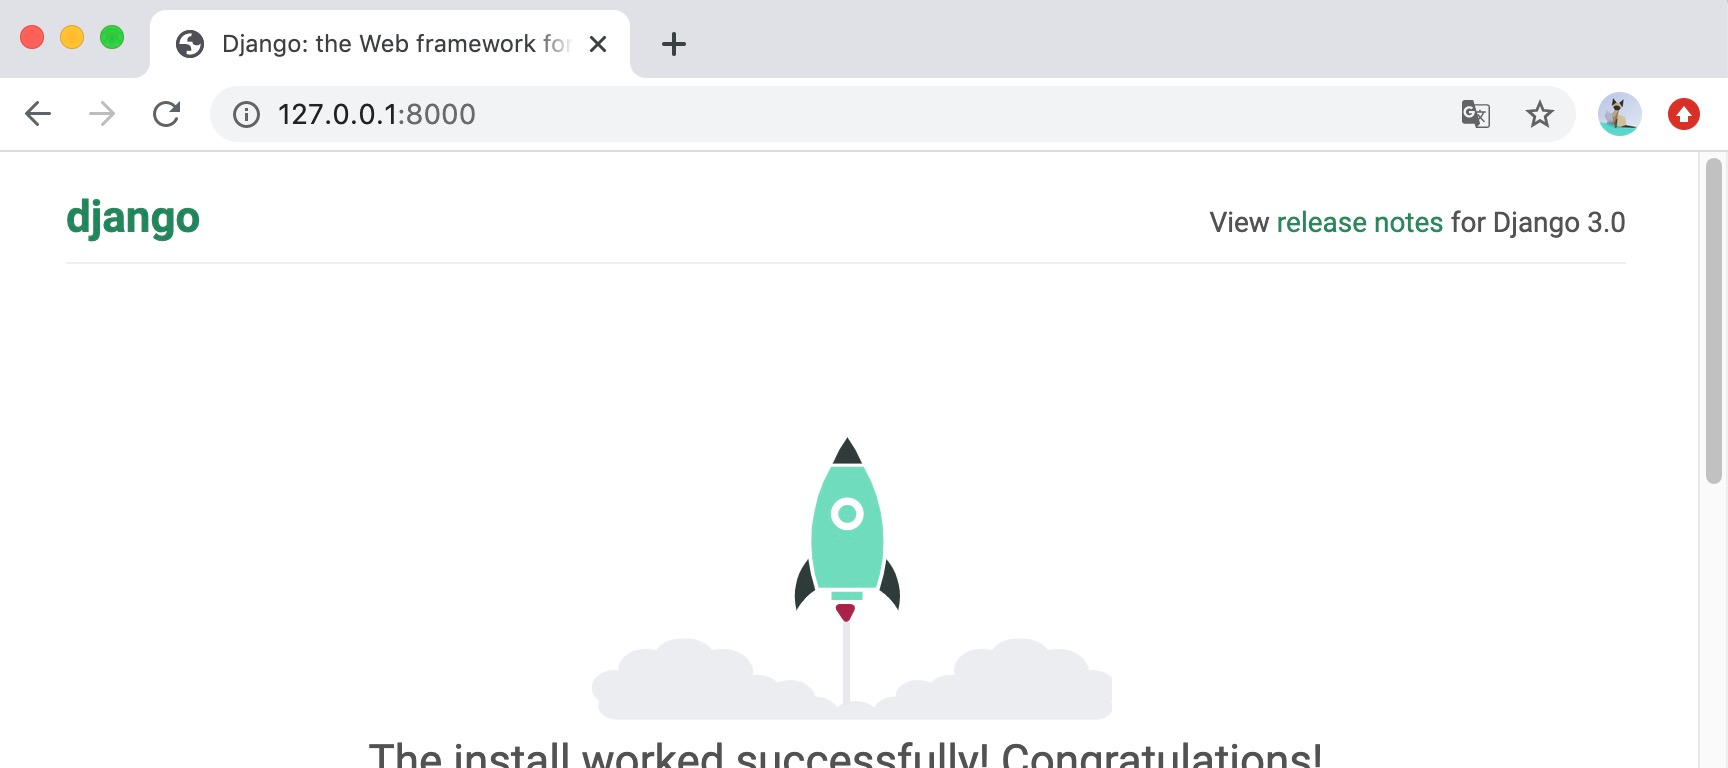 Django: the Web framework for
127.0.0.1:8000
django
View release notes for Django 3.0
The install worked successfully! Congratulations!